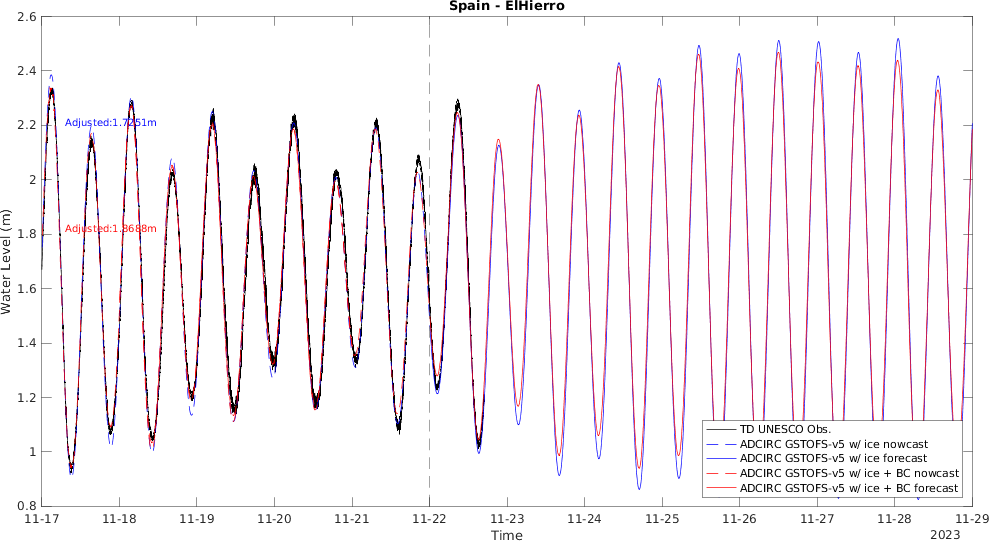 Spain - ElHierro
2.6
2.4
2.2
2
1.8
1.6
1.4
1.2
1
0.8
Water Level (m)
Adjusted:1.7251m
Adjusted:1.8688m
TD UNESCO Obs.
ADCIRC GSTOFS-v5 w/ ice nowcast
ADCIRC GSTOFS-v5 w/ ice forecast
ADCIRC GSTOFS-v5 w/ ice + BC nowcast
ADCIRC GSTOFS-v5 w/ ice + BC forecast
11-17 11-18 11-19 11-20 11-21 11-22 11-23 11-24 11-25 11-26 11-27 11-28 11-29
Time
2023